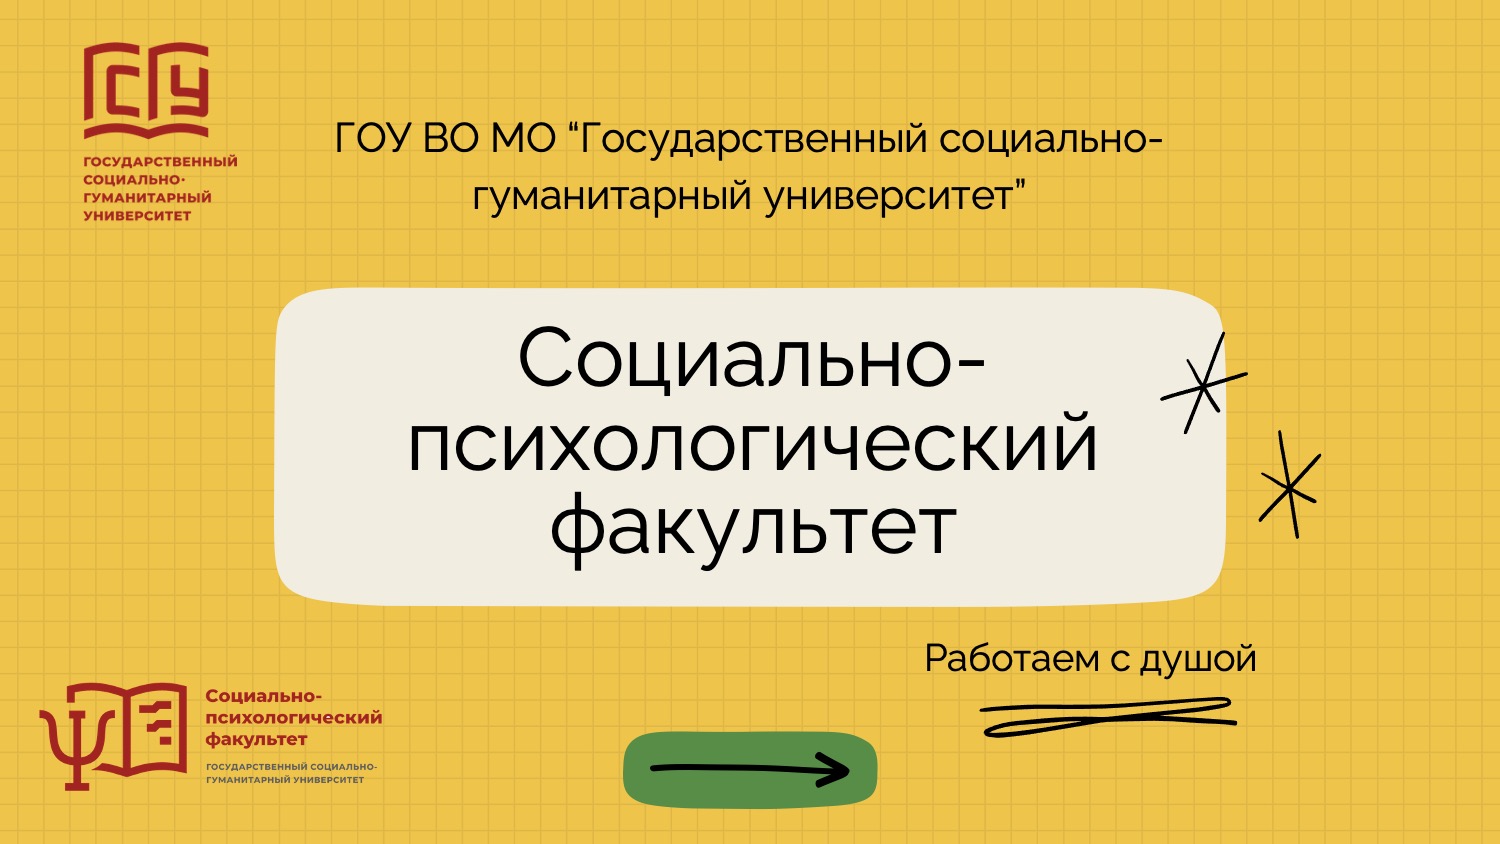 ГСГУ
ГОСУДАРСТВЕННЫЙ
СОЦИАЛЬНО-
ГУМАНИТАРНЫЙ
УНИВЕРСИТЕТ
ГОУ ВО МО “Государственный социально-
гуманитарный университет”
Социально-
психологический
факультет
Работаем с душой
Социально-
психологический
факультет
ГОСУДАРСТВЕННЫЙ СОЦИАЛЬНО-
ГУМАНИТАРНЫЙ УНИВЕРСИТЕТ